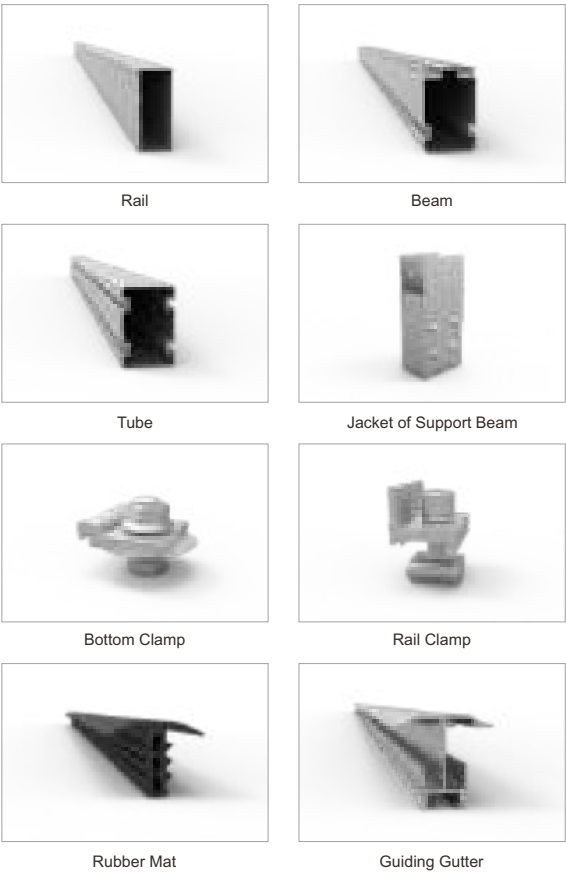 Rail
Beam
Tube
Jacket of Support Beam
Bottom Clamp
Rail Clamp
Rubber Mat
Guiding Gutter